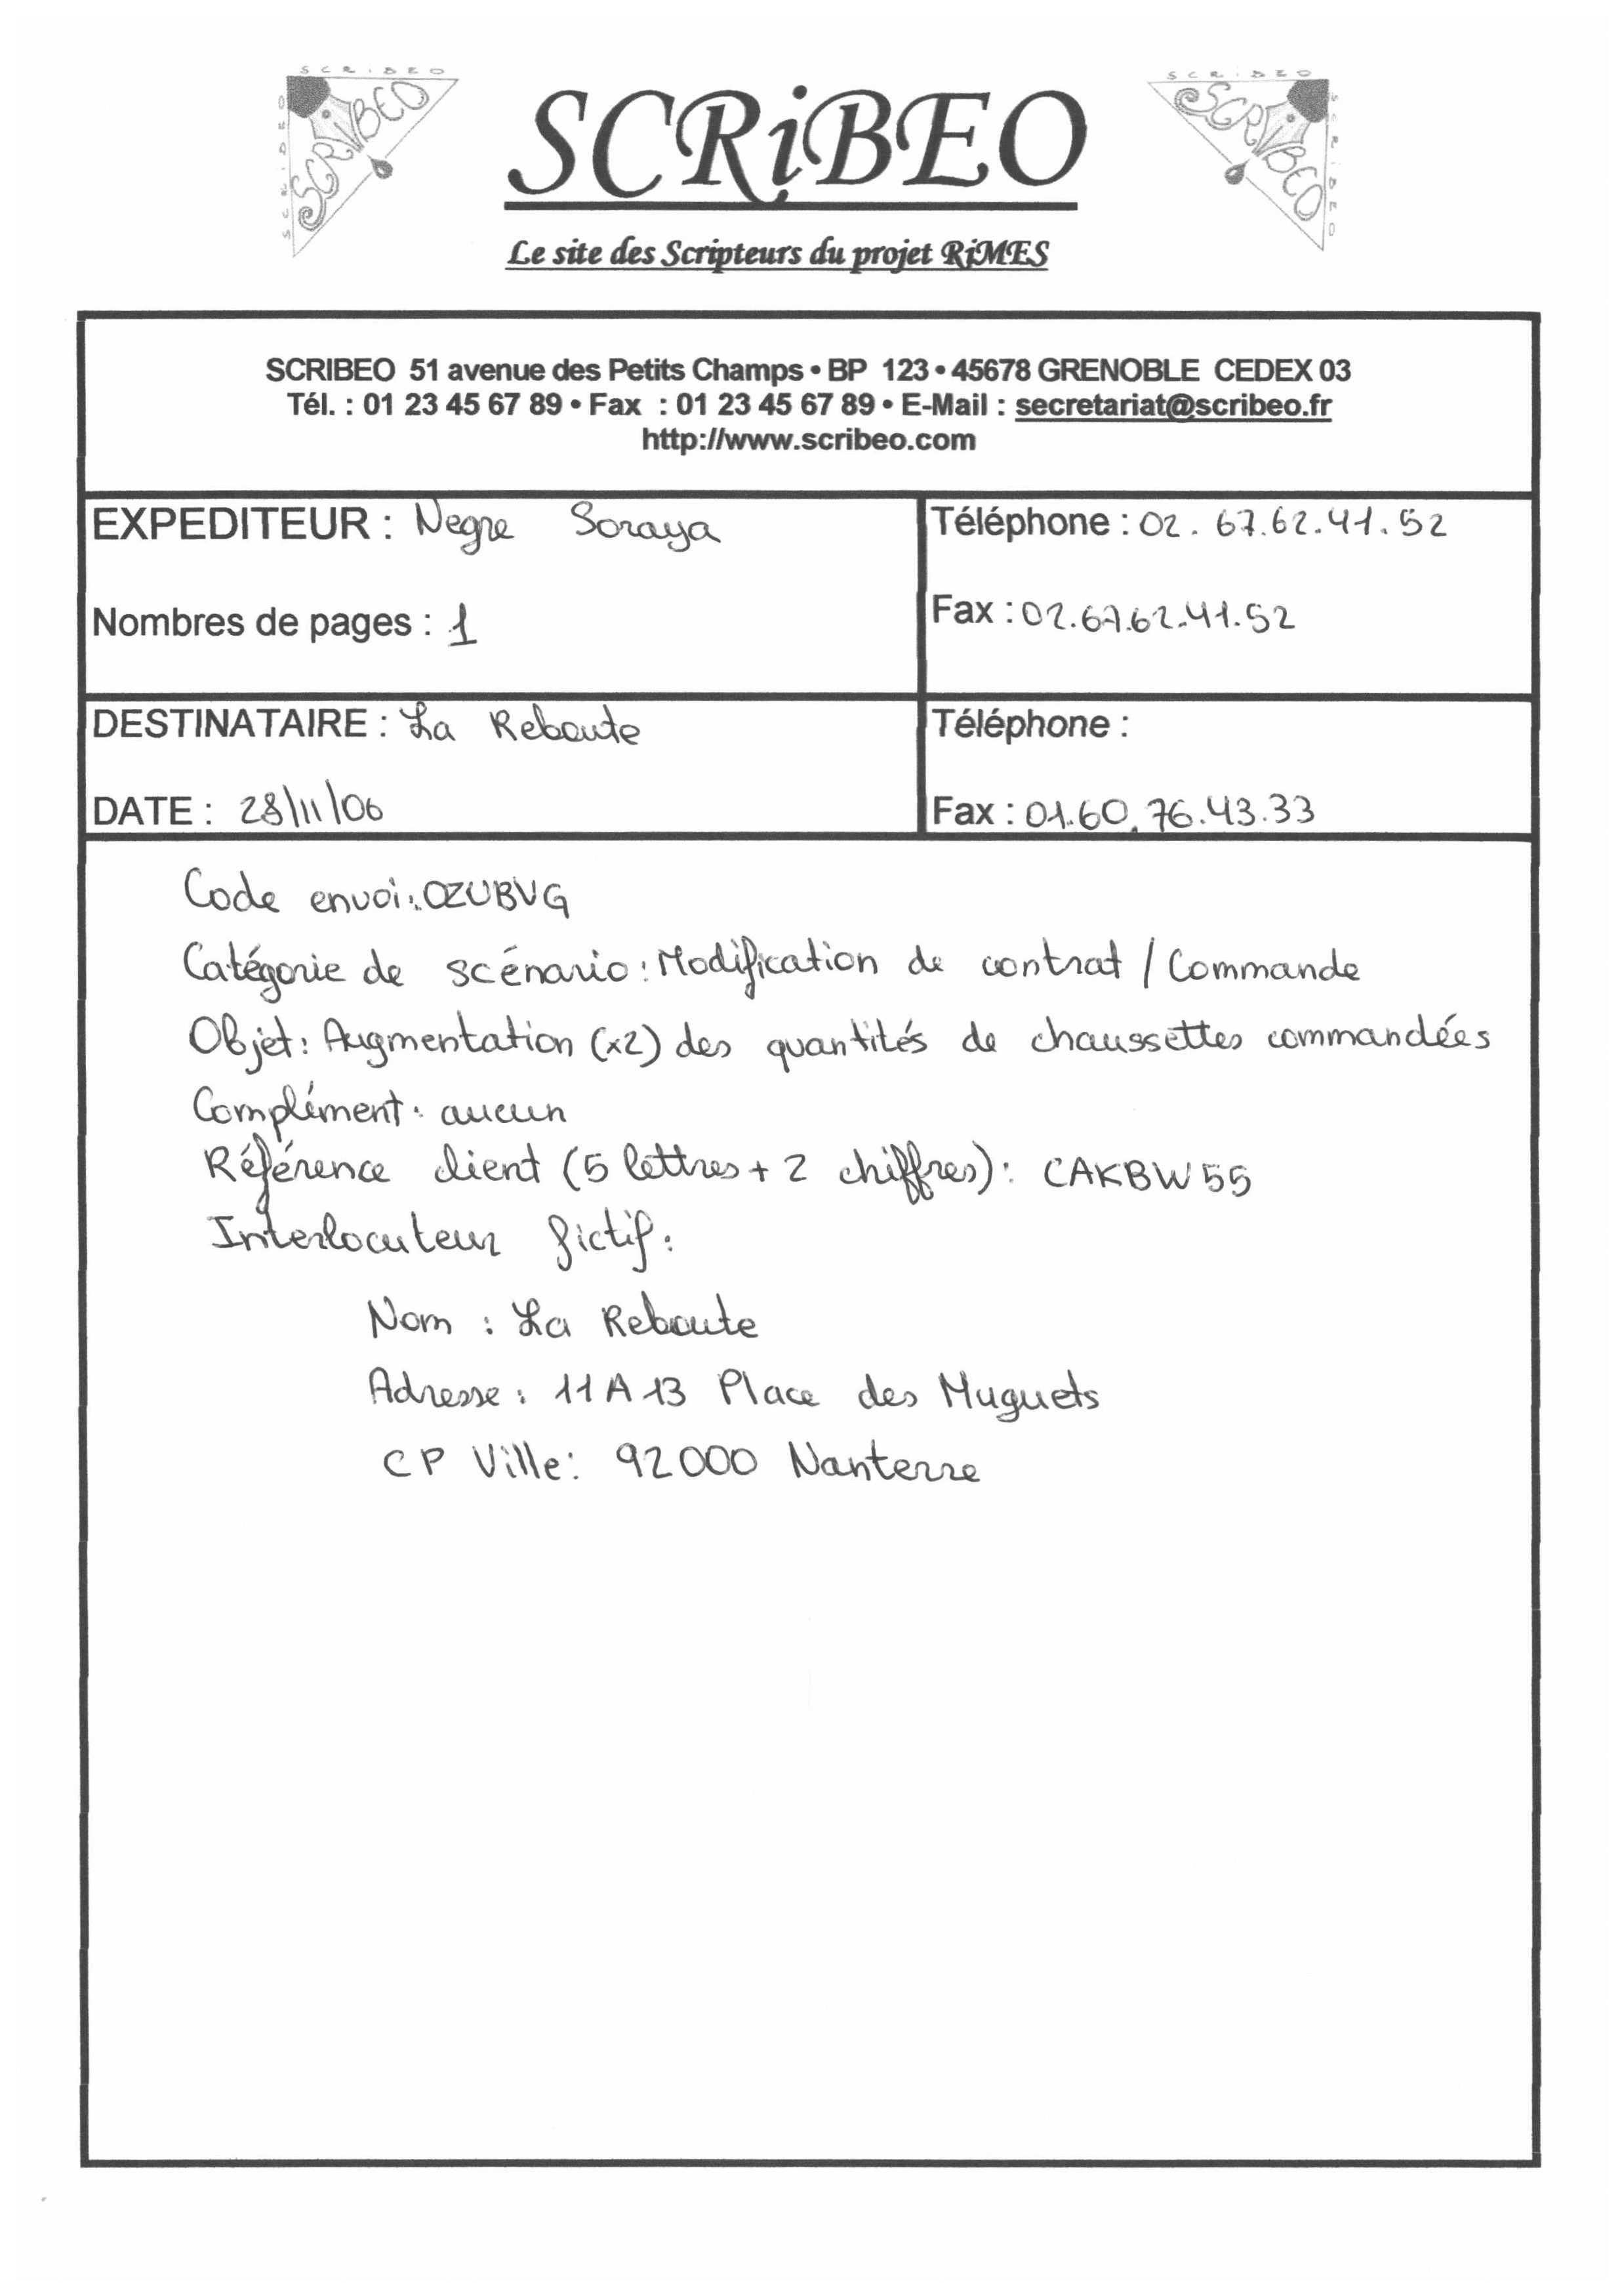 SCRiBEO
Le site des Scripteurs du projet RiMES
SCRIBEO 51 avenue des Petits Champs • BP 123 • 45678 GRENOBLE CEDEX 03
Tél. : 01 23 45 67 89 • Fax : 01 23 45 67 89 • E-Mail : secretariat@scribeo.fr
http://www.scribeo.com
EXPEDITEUR : Negre Soraya
Téléphone : 02. 67.62.41.52
Nombres de pages : 1
Fax : 02.67.62.41.52
DESTINATAIRE : La Reboute
Téléphone :
DATE : 28/11/06
Fax : 01.60.76.43.33
Code envoi: OZUBVG
Catégorie de scénario : Modification de contrat / Commande
Objet : Augmentation (x2) des quantités de chaussettes commandées
Complément : aucun
Référence client (5 lettres + 2 chiffres) : CAKBW55
Interlocuteur fictif :
Nom : La Reboute
Adresse : 11 A 13 Place des Muguets
CP Ville : 92000 Nanterre